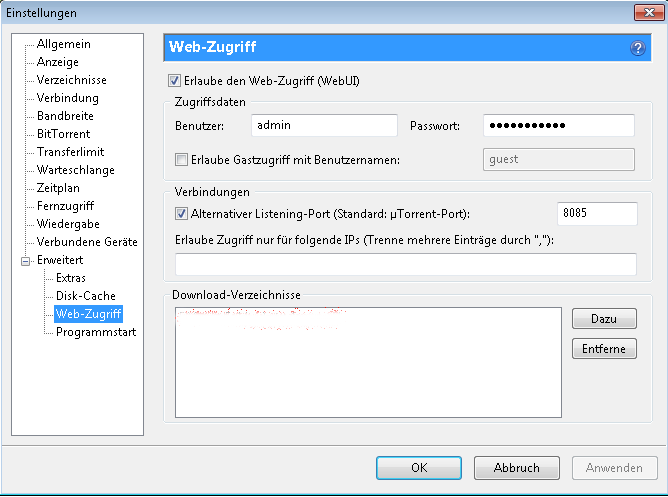 Einstellungen
Allgemein
Anzeige
Verzeichnisse
Verbindung
Bandbreite
BitTorrent
Transferlimit
Warteschlange
Zeitplan
Fernzugriff
Wiedergabe
Verbundene Geräte
Erweitert
Extras
Disk-Cache
Web-Zugriff
Programmstart
Web-Zugriff
Erlaube den Web-Zugriff (WebUI)
Zugriffsdaten
Benutzer: admin Passwort: ●●●●●●●●●●●
Erlaube Gastzugriff mit Benutzernamen: guest
Verbindungen
Alternativer Listening-Port (Standard: µTorrent-Port): 8085
Erlaube Zugriff nur für folgende IPs (Trenne mehrere Einträge durch ","):
Download-Verzeichnisse
Dazu
Entferne
OK Abbruch Anwenden